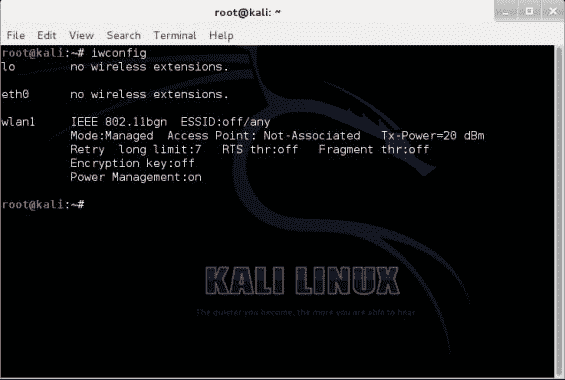 root@kali: ~
File Edit View Search Terminal Help
root@kali:~# iwconfig
lo        no wireless extensions.
eth0      no wireless extensions.
wlan1     IEEE 802.11bgn  ESSID:off/any
          Mode:Managed  Access Point: Not-Associated   Tx-Power=20 dBm
          Retry  long limit:7   RTS thr:off   Fragment thr:off
          Encryption key:off
          Power Management:on
root@kali:~#
KALI LINUX
The quieter you become, the more you are able to hear